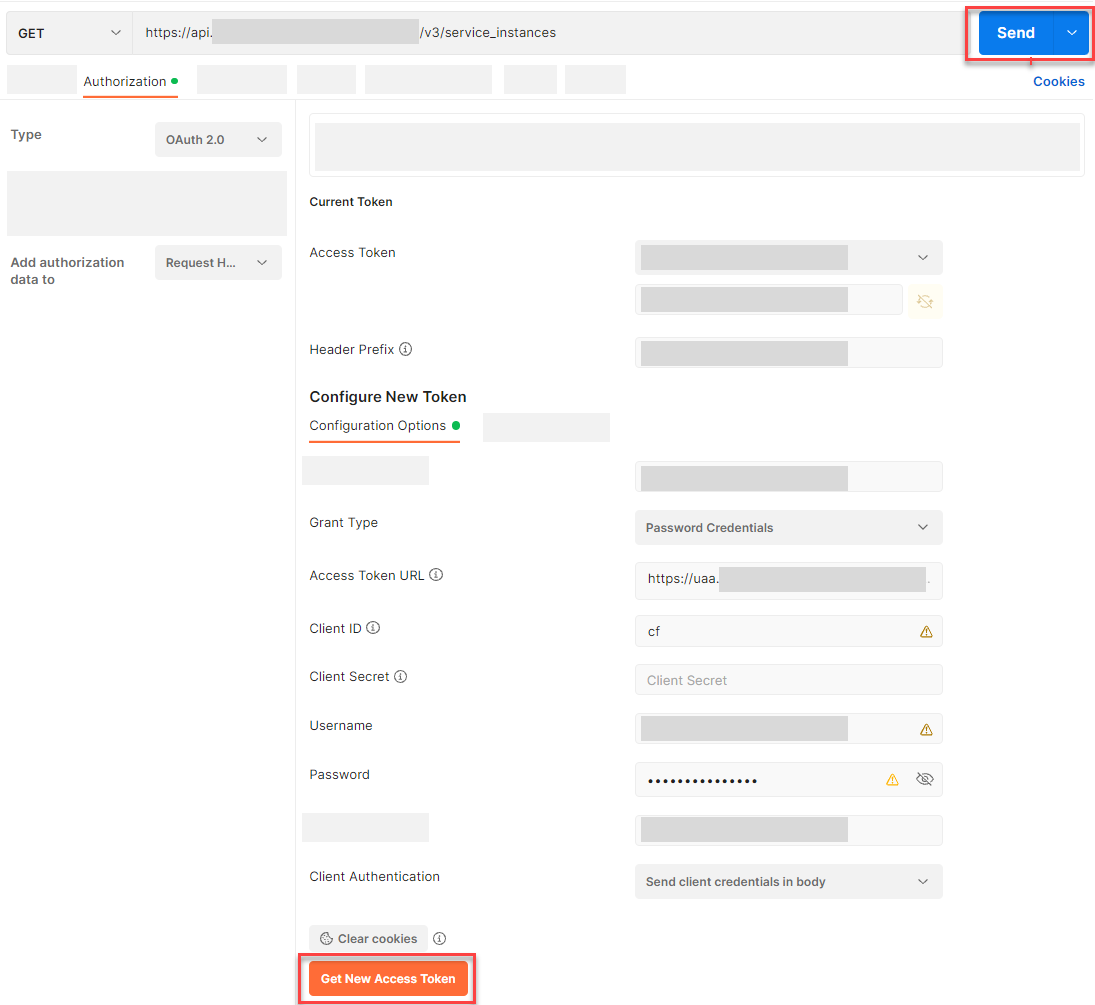 GET
https://api.
/v3/service_instances
Send
Authorization
Cookies
Type
OAuth 2.0
Add authorization
data to
Request H...
Current Token
Access Token
Header Prefix
Configure New Token
Configuration Options
Grant Type
Password Credentials
Access Token URL
https://uaa.
.
Client ID
cf
Client Secret
Client Secret
Username
Password
•••••••••••••••
Client Authentication
Send client credentials in body
Clear cookies
Get New Access Token